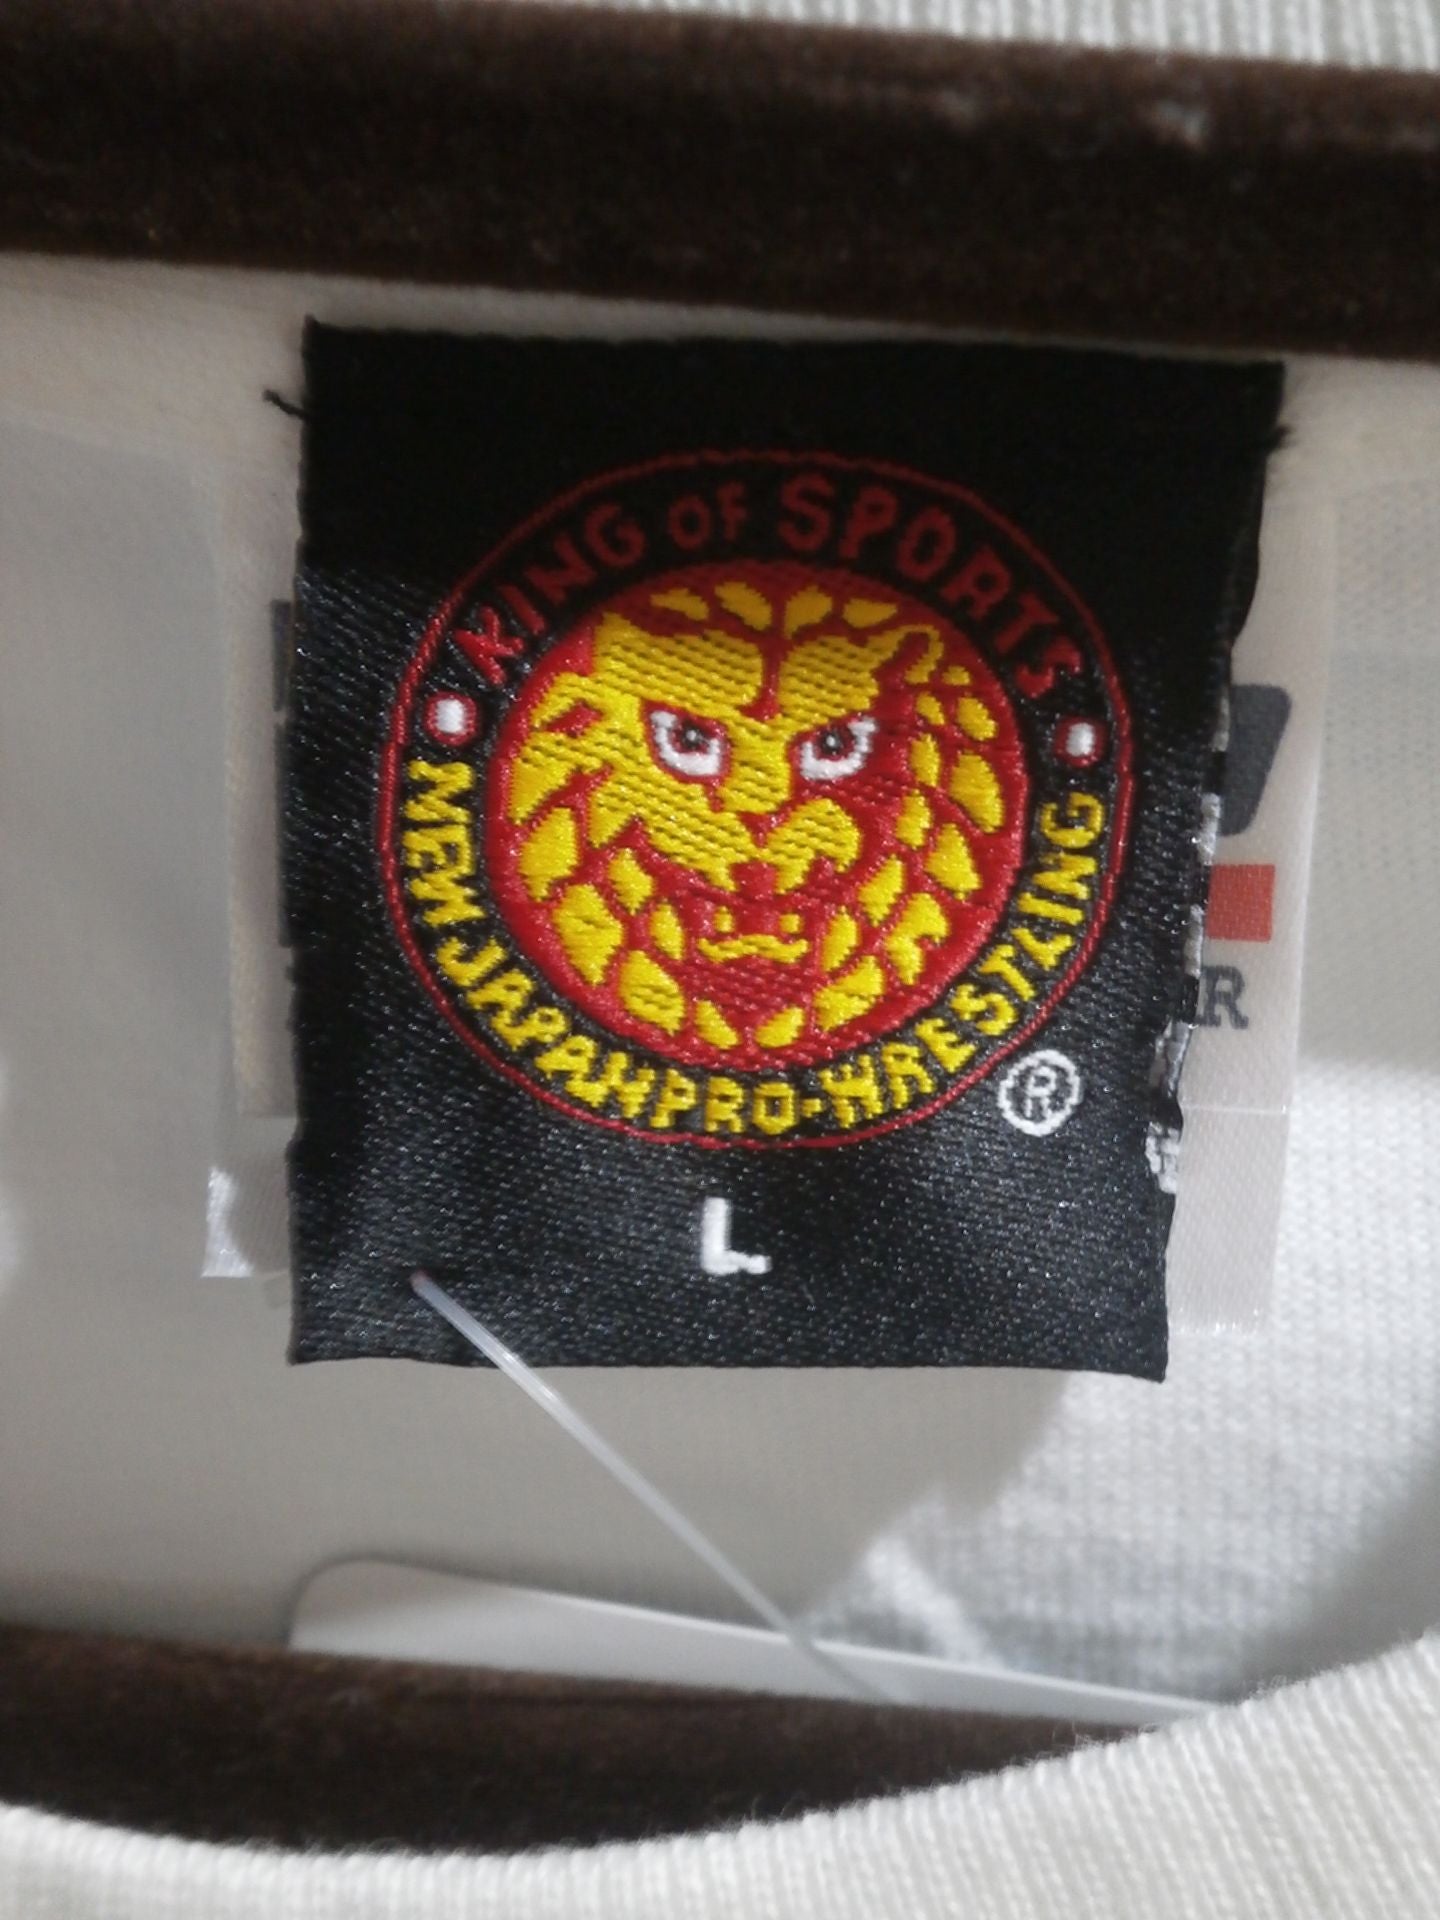 KING OF SPORTS
NEW JAPAN PRO-WRESTLING
®
L